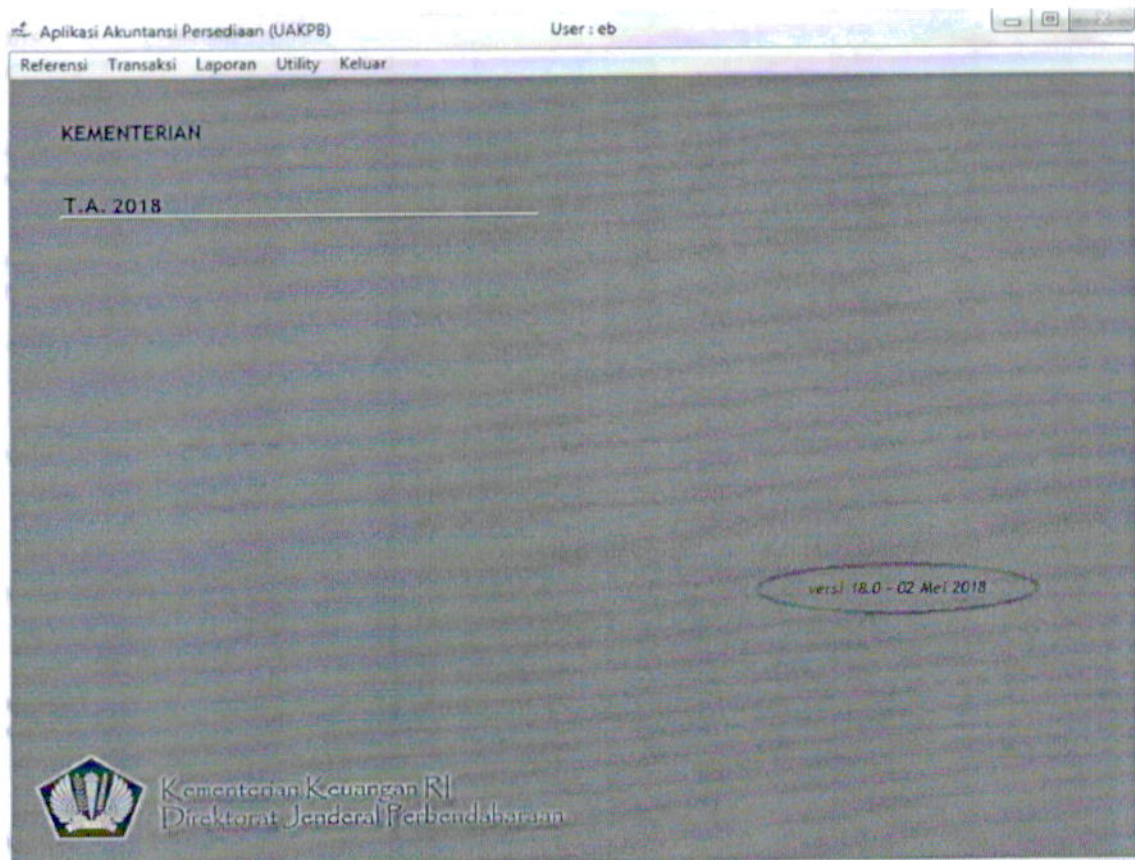 Aplikasi Akuntansi Persediaan (UAKPB) User : eb
Referensi Transaksi Laporan Utility Keluar
KEMENTERIAN
T.A. 2018
versi 18.0 - 02 Mei 2018
Kementerian Keuangan RI
Direktorat Jenderal Perbendaharaan